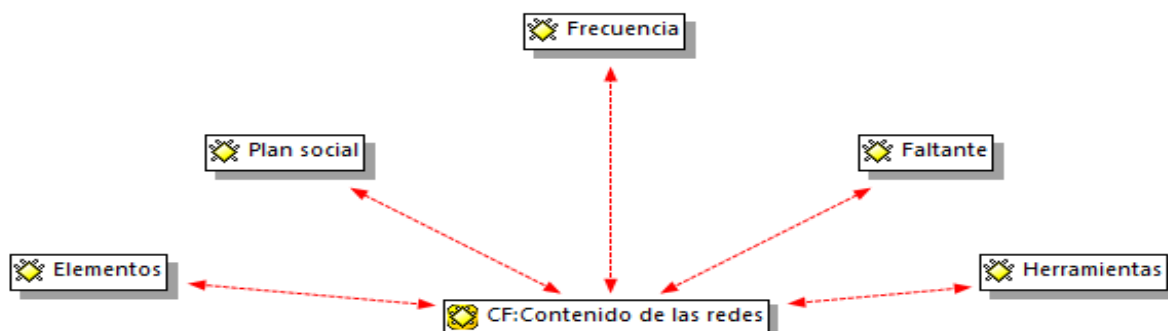 Frecuencia
Plan social
Faltante
Elementos
Herramientas
CF:Contenido de las redes